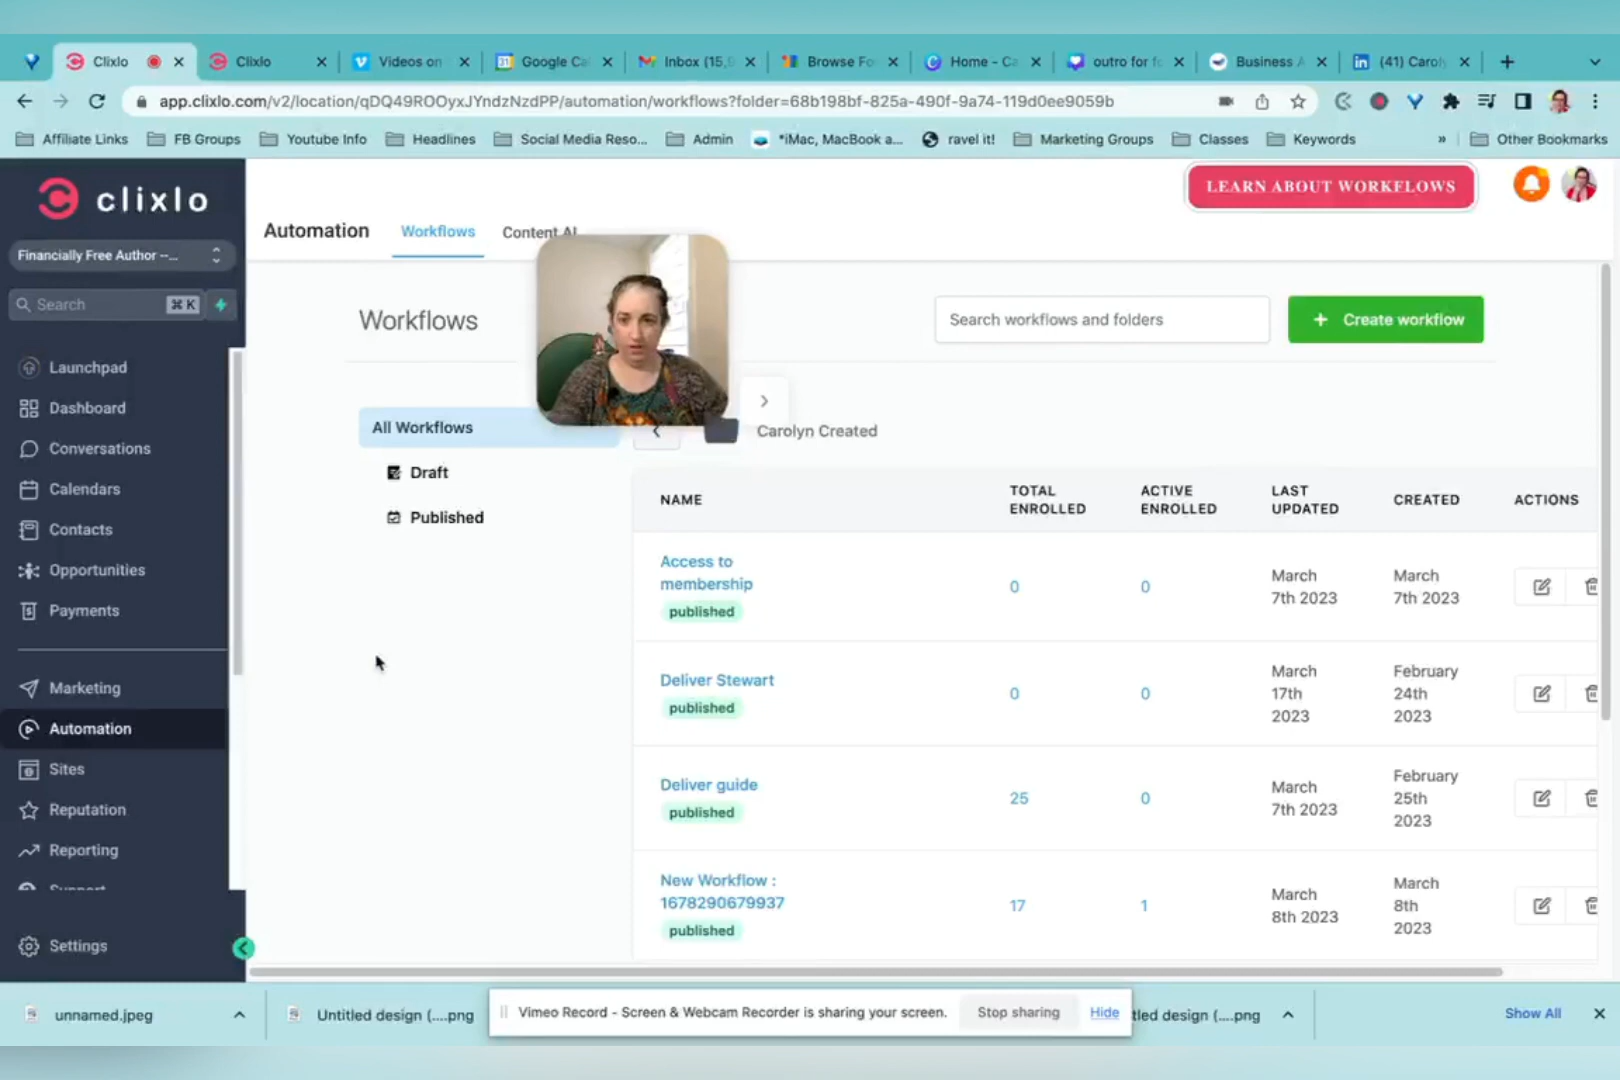 Clixlo
Clixlo
Videos on
Google Ca
Inbox (15,
Browse Fo
Home - Ca
outro for f
Business A
(41) Caroly
app.clixlo.com/v2/location/qDQ49ROOyxJYndzNzdPP/automation/workflows?folder=68b198bf-825a-490f-9a74-119d0ee9059b
Affiliate Links
FB Groups
Youtube Info
Headlines
Social Media Reso...
Admin
*iMac, MacBook a...
ravel it!
Marketing Groups
Classes
Keywords
»
Other Bookmarks
clixlo
LEARN ABOUT WORKFLOWS
Automation
Workflows
Content AI
Financially Free Author --...
Search
⌘ K
Launchpad
Dashboard
Conversations
Calendars
Contacts
Opportunities
Payments
Marketing
Automation
Sites
Reputation
Reporting
Support
Settings
Workflows
Search workflows and folders
+ Create workflow
All Workflows
Draft
Published
Carolyn Created
NAME
TOTAL
ENROLLED
ACTIVE
ENROLLED
LAST
UPDATED
CREATED
ACTIONS
Access to
membership
published
0
0
March
7th 2023
March
7th 2023
Deliver Stewart
published
0
0
March
17th
2023
February
24th
2023
Deliver guide
published
25
0
March
7th 2023
February
25th
2023
New Workflow :
1678290679937
published
17
1
March
8th 2023
March
8th
2023
unnamed.jpeg
Untitled design (....png
Vimeo Record - Screen & Webcam Recorder is sharing your screen.
Stop sharing
Hide
tled design (....png
Show All